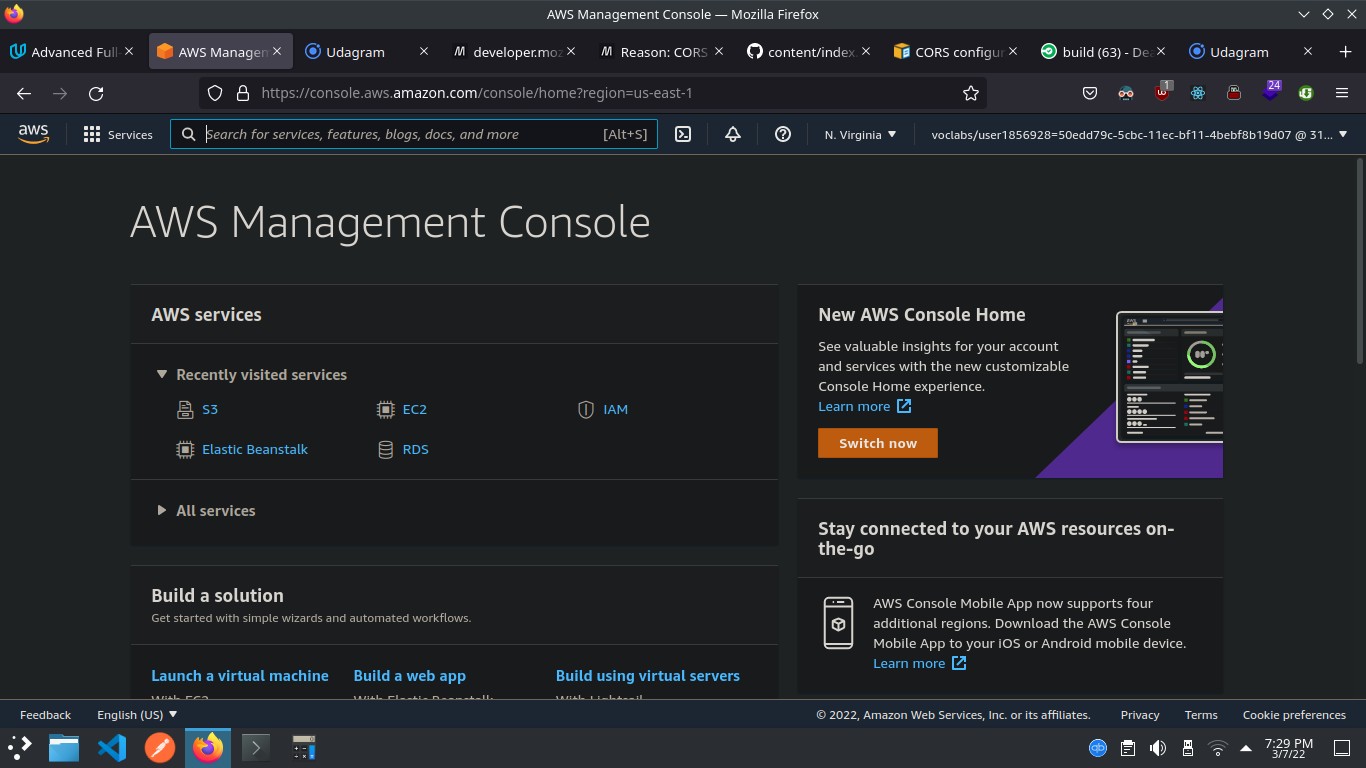 AWS Management Console — Mozilla Firefox
Advanced Full-
AWS Managem
Udagram
developer.moz
Reason: CORS
content/index.
CORS configur
build (63) - De
Udagram
https://console.aws.amazon.com/console/home?region=us-east-1
1
24
aws
Services
Search for services, features, blogs, docs, and more
[Alt+S]
N. Virginia
voclabs/user1856928=50edd79c-5cbc-11ec-bf11-4bebf8b19d07 @ 31...
AWS Management Console
AWS services
Recently visited services
S3
EC2
IAM
Elastic Beanstalk
RDS
All services
Build a solution
Get started with simple wizards and automated workflows.
Launch a virtual machine
Build a web app
Build using virtual servers
With EC2
With Elastic Beanstalk
With Lightsail
New AWS Console Home
See valuable insights for your account
and services with the new customizable
Console Home experience.
Learn more
Switch now
Stay connected to your AWS resources on-
the-go
AWS Console Mobile App now supports four
additional regions. Download the AWS Console
Mobile App to your iOS or Android mobile device.
Learn more
Feedback
English (US)
© 2022, Amazon Web Services, Inc. or its affiliates.
Privacy
Terms
Cookie preferences
qb
7:29 PM
3/7/22